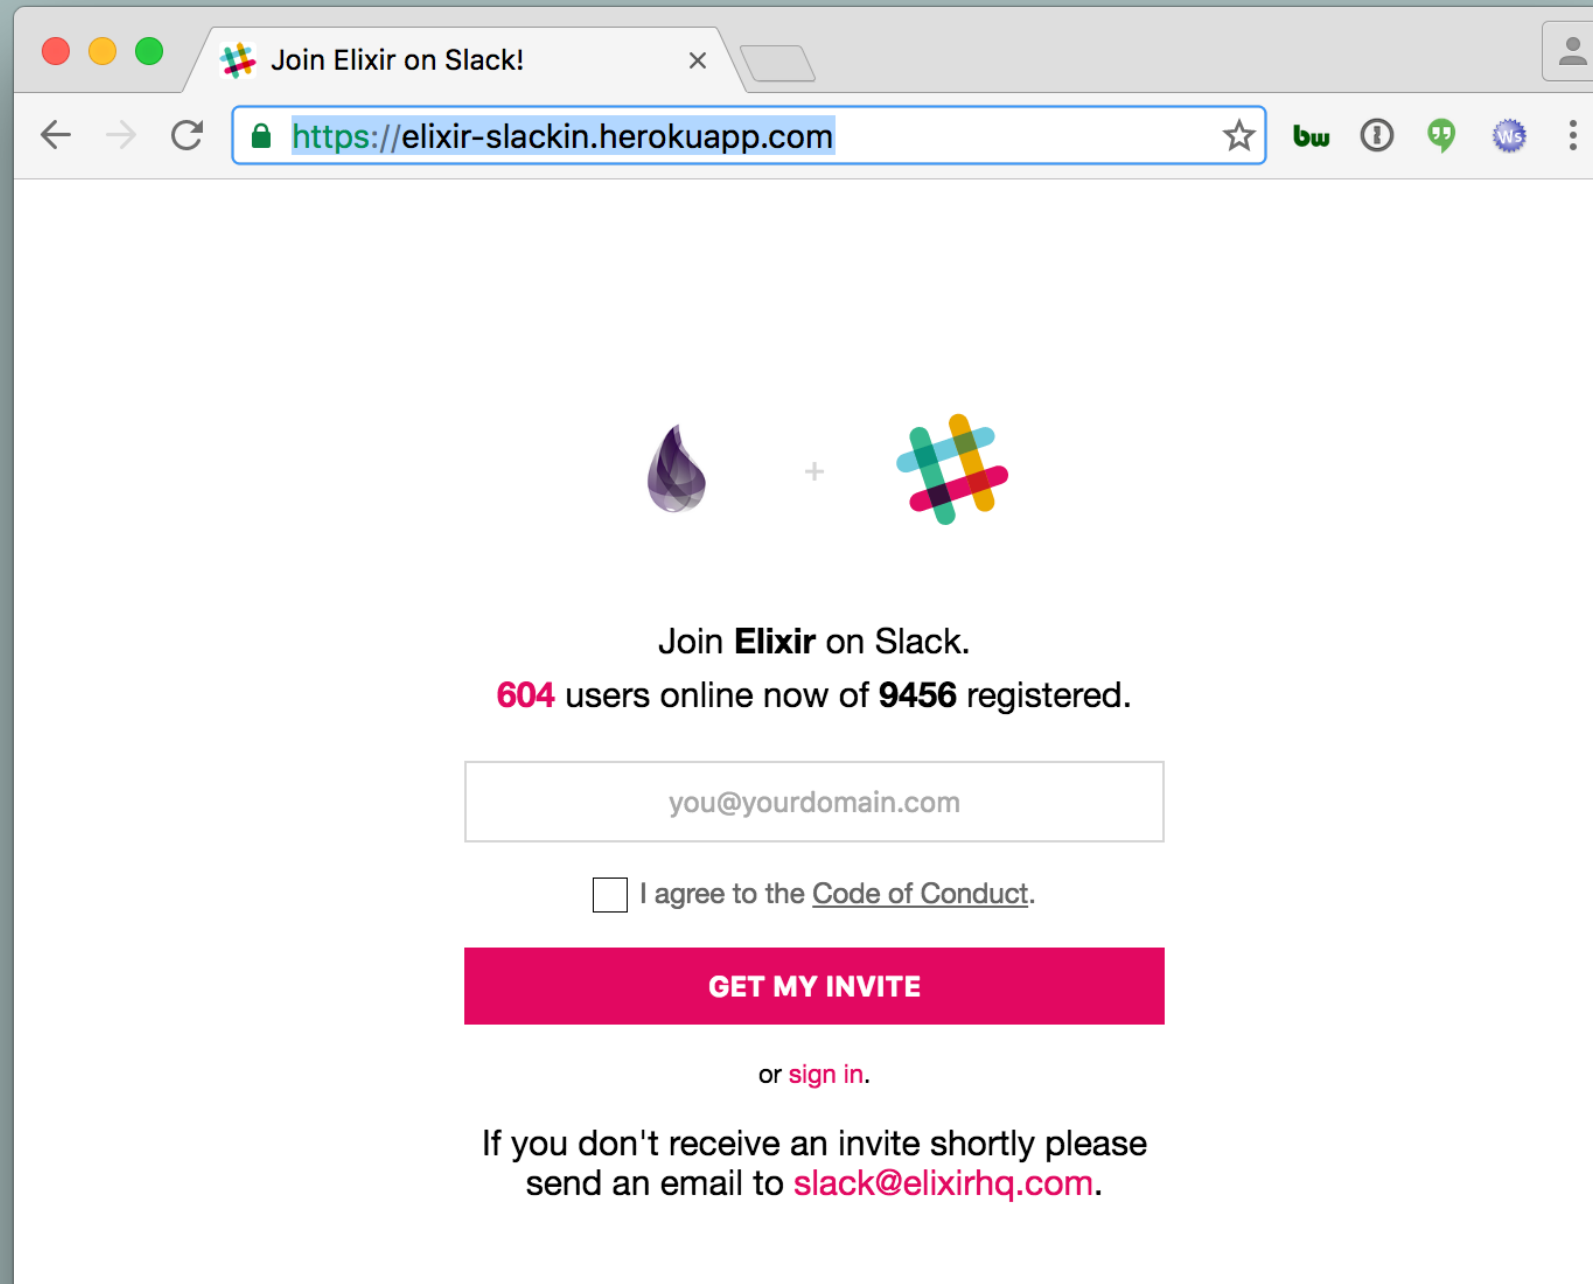 Join Elixir on Slack!
https://elixir-slackin.herokuapp.com
bw
Ws
Join Elixir on Slack.
604 users online now of 9456 registered.
you@yourdomain.com
I agree to the Code of Conduct.
GET MY INVITE
or sign in.
If you don't receive an invite shortly please
send an email to slack@elixirhq.com.